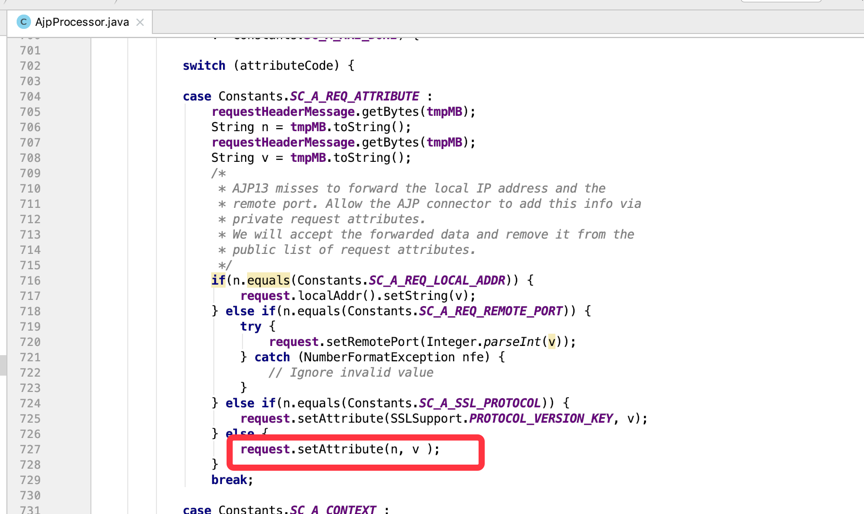 AjpProcessor.java
701
702 switch (attributeCode) {
703
704 case Constants.SC_A_REQ_ATTRIBUTE :
705 requestHeaderMessage.getBytes(tmpMB);
706 String n = tmpMB.toString();
707 requestHeaderMessage.getBytes(tmpMB);
708 String v = tmpMB.toString();
709 /*
710 * AJP13 misses to forward the local IP address and the
711 * remote port. Allow the AJP connector to add this info via
712 * private request attributes.
713 * We will accept the forwarded data and remove it from the
714 * public list of request attributes.
715 */
716 if(n.equals(Constants.SC_A_REQ_LOCAL_ADDR)) {
717 request.localAddr().setString(v);
718 } else if(n.equals(Constants.SC_A_REQ_REMOTE_PORT)) {
719 try {
720 request.setRemotePort(Integer.parseInt(v));
721 } catch (NumberFormatException nfe) {
722 // Ignore invalid value
723 }
724 } else if(n.equals(Constants.SC_A_SSL_PROTOCOL)) {
725 request.setAttribute(SSLSupport.PROTOCOL_VERSION_KEY, v);
726 } else {
727 request.setAttribute(n, v );
728 }
729 break;
730
731 case Constants.SC_A_CONTEXT :